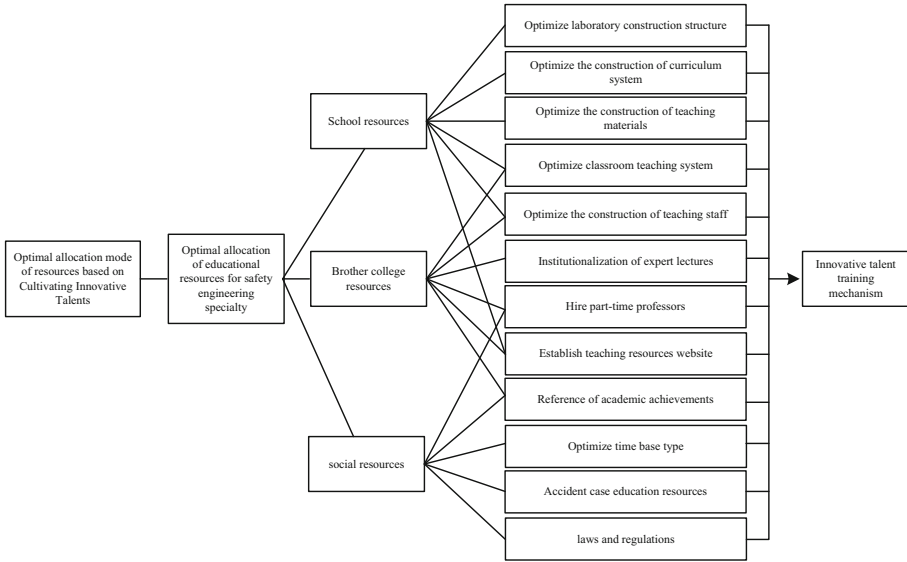 Optimal allocation mode
of resources based on
Cultivating Innovative
Talents
Optimal allocation
of educational
resources for safety
engineering
specialty
School resources
Brother college
resources
social resources
Optimize laboratory construction structure
Optimize the construction of curriculum
system
Optimize the construction of teaching
materials
Optimize classroom teaching system
Optimize the construction of teaching staff
Institutionalization of expert lectures
Hire part-time professors
Establish teaching resources website
Reference of academic achievements
Optimize time base type
Accident case education resources
laws and regulations
Innovative talent
training
mechanism